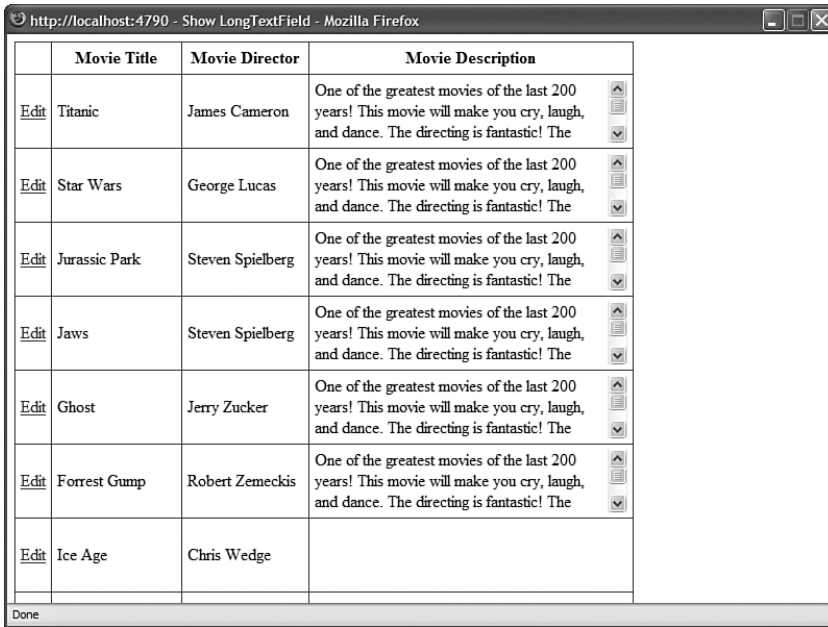 http://localhost:4790 - Show LongTextField - Mozilla Firefox
Movie Title Movie Director Movie Description
Edit Titanic James Cameron One of the greatest movies of the last 200
years! This movie will make you cry, laugh,
and dance. The directing is fantastic! The
Edit Star Wars George Lucas One of the greatest movies of the last 200
years! This movie will make you cry, laugh,
and dance. The directing is fantastic! The
Edit Jurassic Park Steven Spielberg One of the greatest movies of the last 200
years! This movie will make you cry, laugh,
and dance. The directing is fantastic! The
Edit Jaws Steven Spielberg One of the greatest movies of the last 200
years! This movie will make you cry, laugh,
and dance. The directing is fantastic! The
Edit Ghost Jerry Zucker One of the greatest movies of the last 200
years! This movie will make you cry, laugh,
and dance. The directing is fantastic! The
Edit Forrest Gump Robert Zemeckis One of the greatest movies of the last 200
years! This movie will make you cry, laugh,
and dance. The directing is fantastic! The
Edit Ice Age Chris Wedge
Done